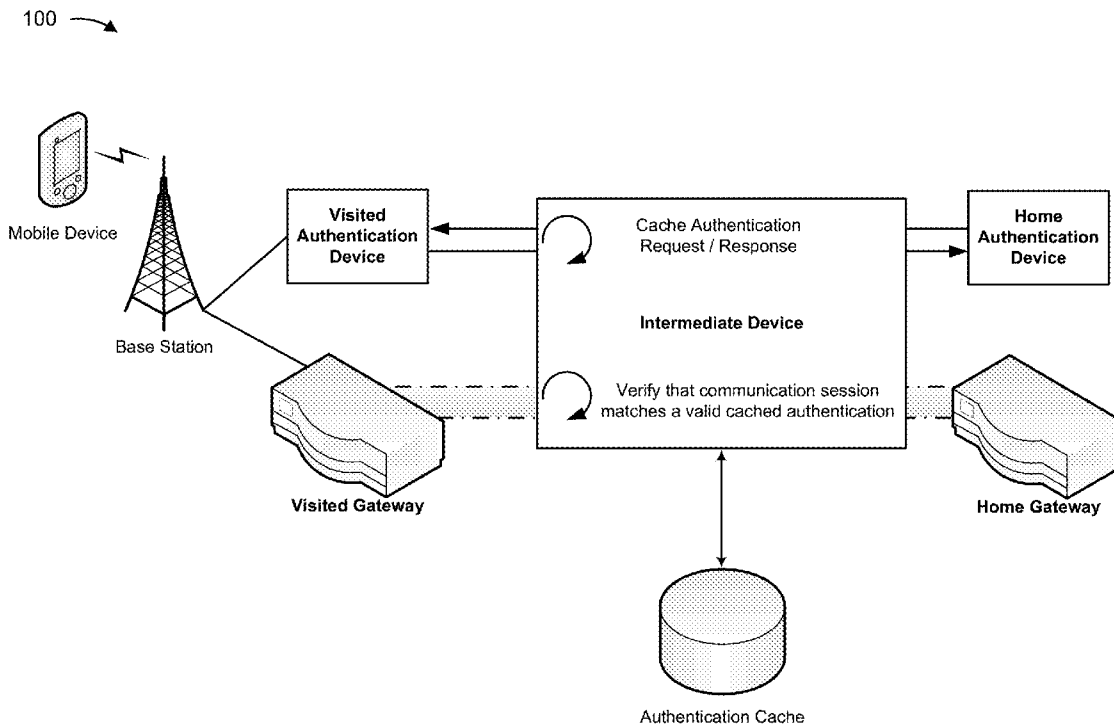 100
Mobile Device
Base Station
Visited
Authentication
Device
Cache Authentication
Request / Response
Intermediate Device
Verify that communication session
matches a valid cached authentication
Home
Authentication
Device
Visited Gateway
Home Gateway
Authentication Cache